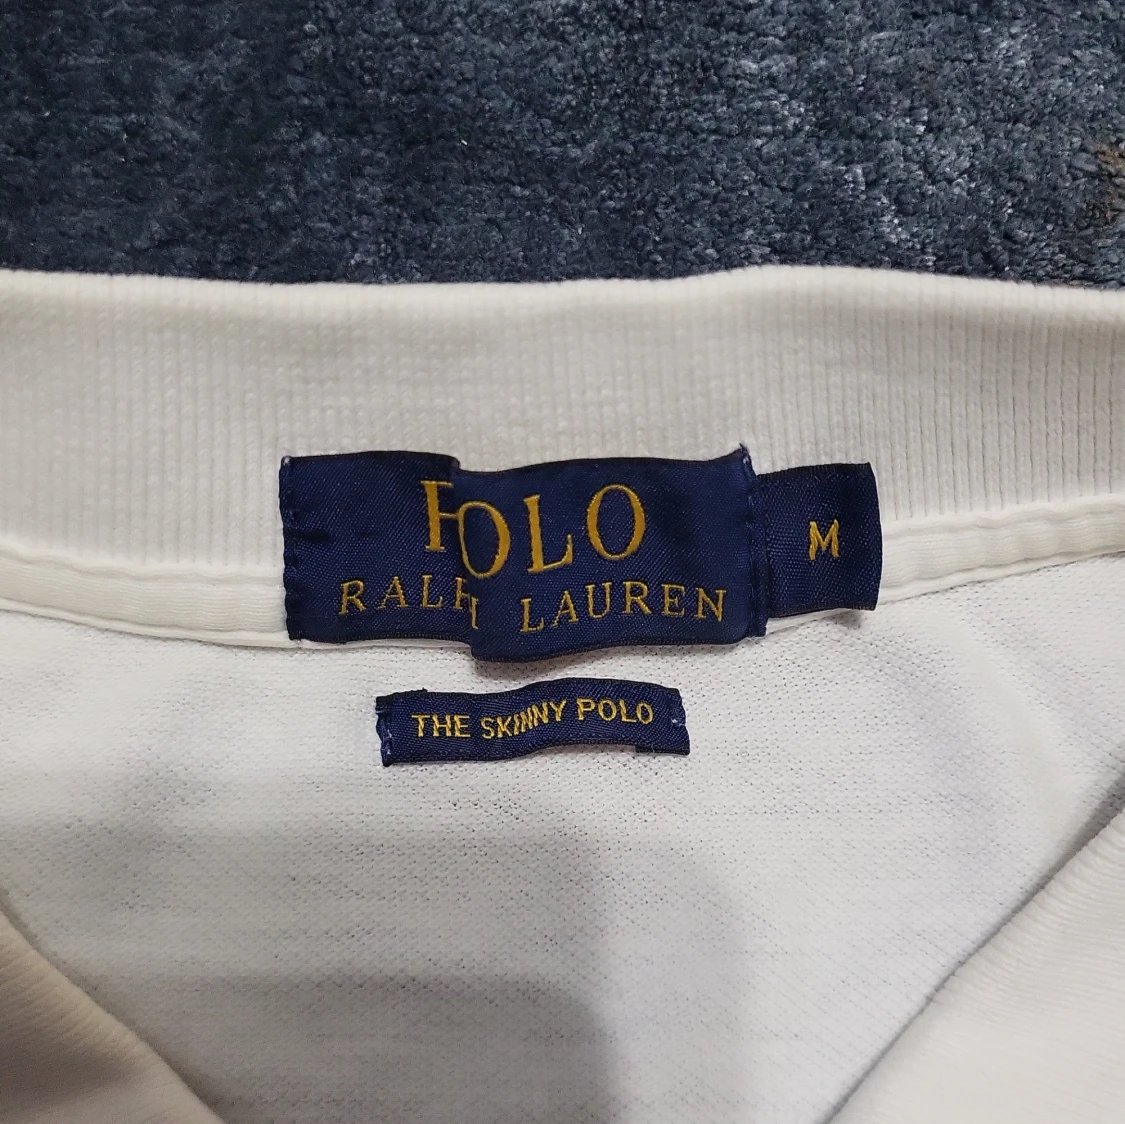 POLO
RALPH LAUREN
M
THE SKINNY POLO